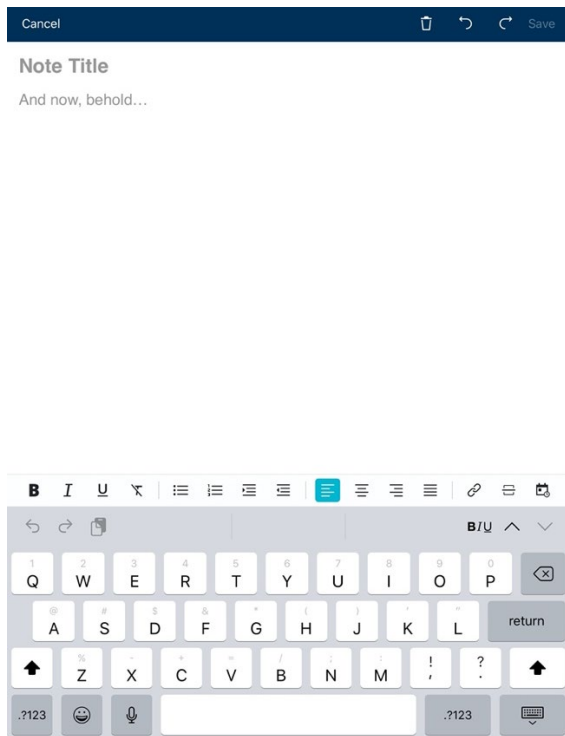 Cancel Save
Note Title
And now, behold...
B I U
B I U
1 2 3 4 5 6 7 8 9 0
Q W E R T Y U I O P
@ # $ & * ( ) ' "
A S D F G H J K L return
% - + = / ; : ! ?
Z X C V B N M , .
.?123 .?123